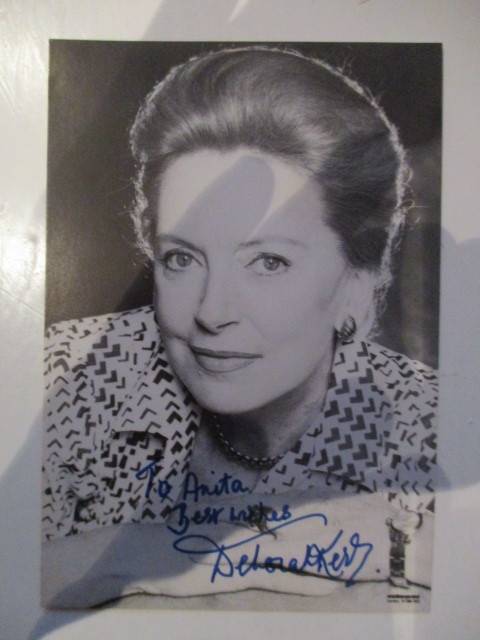 To Anita
Best wishes
Deborah Kerr